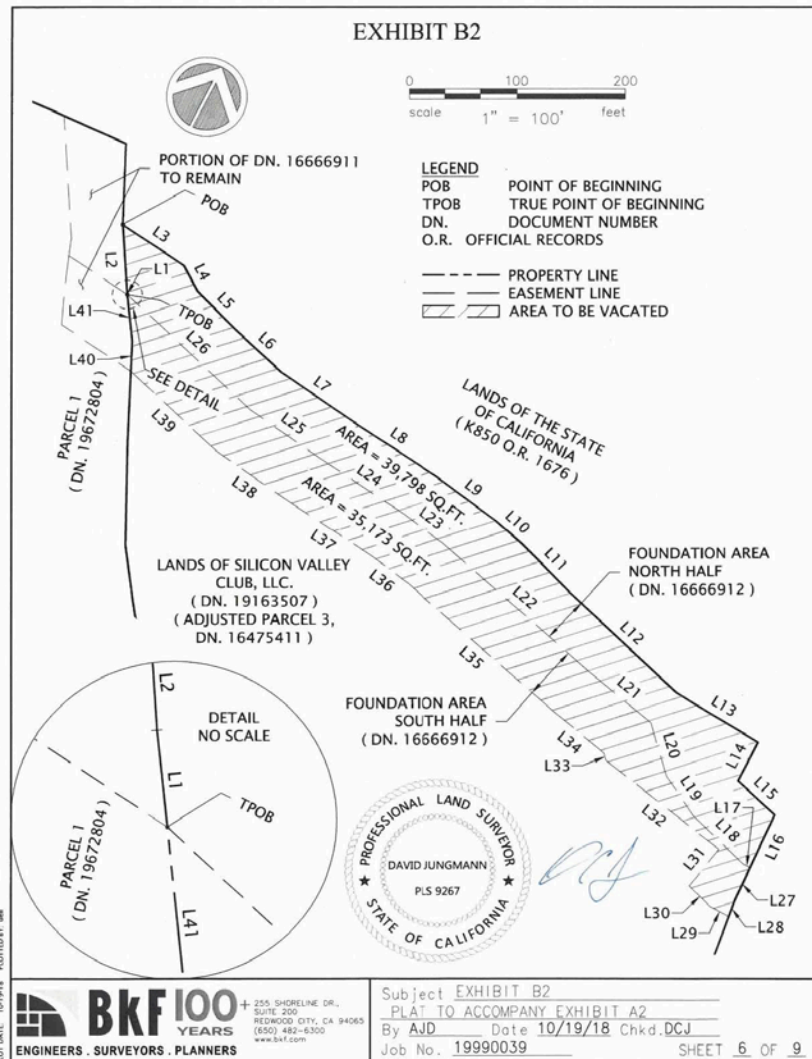 EXHIBIT B2
0 100 200
scale 1" = 100' feet
PORTION OF DN. 16666911
TO REMAIN
POB
LEGEND
POB POINT OF BEGINNING
TPOB TRUE POINT OF BEGINNING
DN. DOCUMENT NUMBER
O.R. OFFICIAL RECORDS
PROPERTY LINE
EASEMENT LINE
AREA TO BE VACATED
L3
L2
L1
L4
L5
L41
TPOB
L26
L6
L40
SEE DETAIL
L7
PARCEL 1
( DN. 19672804 )
L39
L25
L8
LANDS OF THE STATE
OF CALIFORNIA
( K850 O.R. 1676 )
AREA = 39,798 SQ.FT.
L24
L23
L9
L38
AREA = 35,173 SQ.FT.
L10
L37
L11
L36
LANDS OF SILICON VALLEY
CLUB, LLC.
( DN. 19163507 )
( ADJUSTED PARCEL 3,
DN. 16475411 )
FOUNDATION AREA
NORTH HALF
( DN. 16666912 )
L22
L12
L35
L21
L13
FOUNDATION AREA
SOUTH HALF
( DN. 16666912 )
L34
L20
L14
L33
L19
L15
L32
L17
L18
L16
L31
L27
L30
L28
L29
L2
DETAIL
NO SCALE
L1
TPOB
PARCEL 1
( DN. 19672804 )
L41
PROFESSIONAL LAND SURVEYOR
DAVID JUNGMANN
PLS 9267
STATE OF CALIFORNIA
BKF 100+
YEARS
ENGINEERS . SURVEYORS . PLANNERS
255 SHORELINE DR.,
SUITE 200
REDWOOD CITY, CA 94065
(650) 482-6300
www.bkf.com
Subject EXHIBIT B2
PLAT TO ACCOMPANY EXHIBIT A2
By AJD Date 10/19/18 Chkd.DCJ
Job No. 19990039 SHEET 6 OF 9